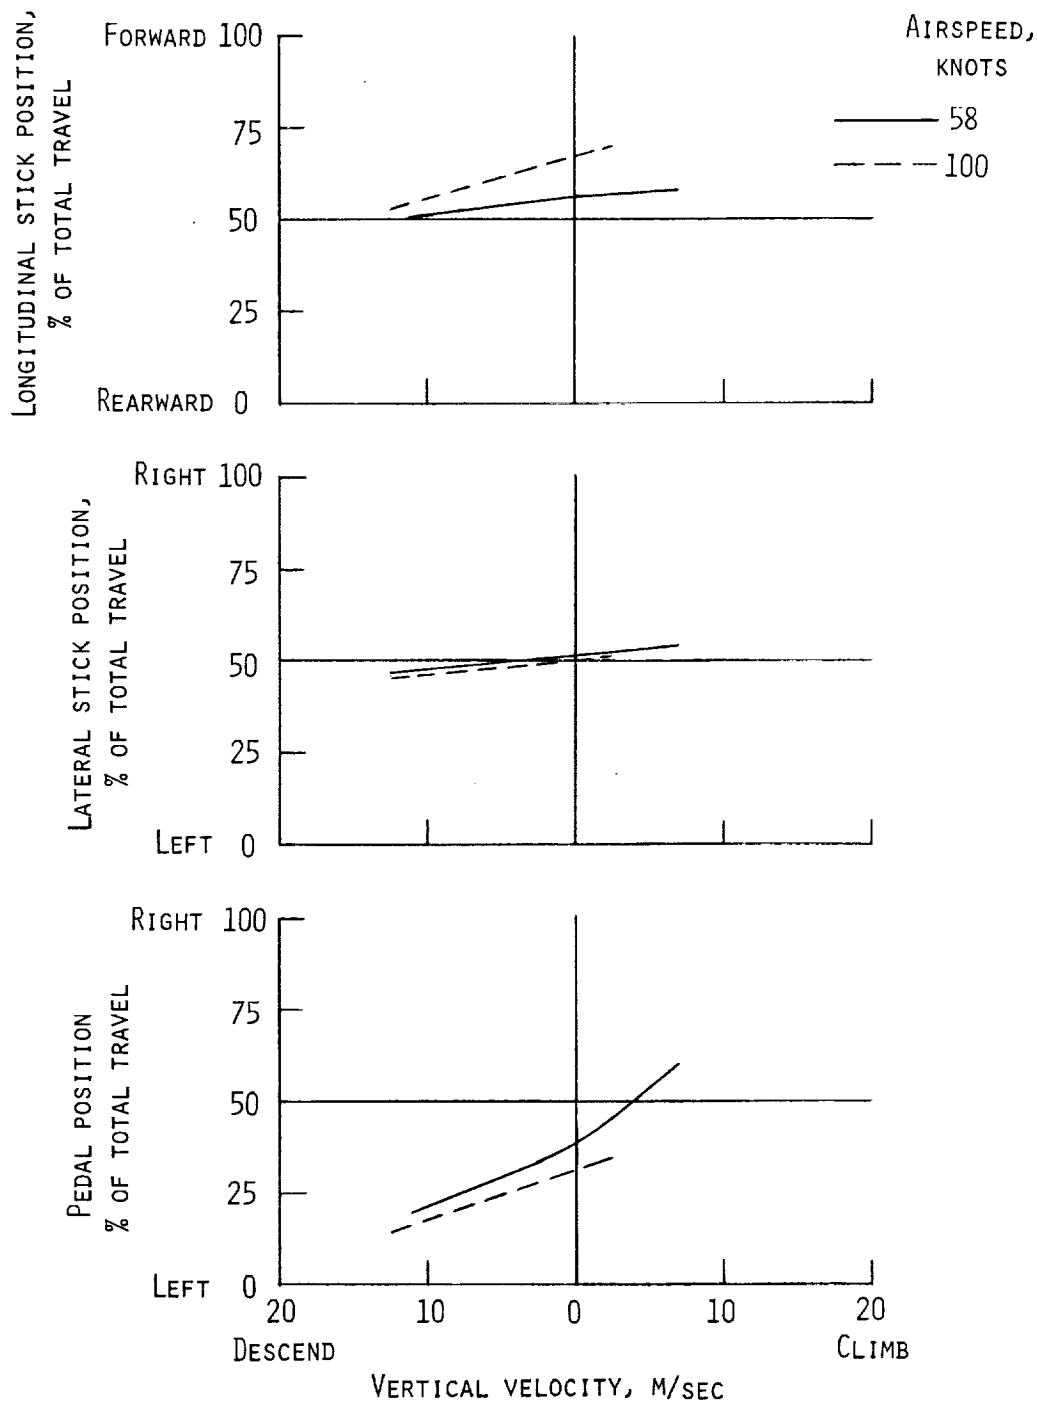 AIRSPEED,
KNOTS
58
100
LONGITUDINAL STICK POSITION,
% OF TOTAL TRAVEL
FORWARD 100
75
50
25
REARWARD 0
LATERAL STICK POSITION,
% OF TOTAL TRAVEL
RIGHT 100
75
50
25
LEFT 0
PEDAL POSITION
% OF TOTAL TRAVEL
RIGHT 100
75
50
25
LEFT 0
20 10 0 10 20
DESCEND CLIMB
VERTICAL VELOCITY, M/SEC